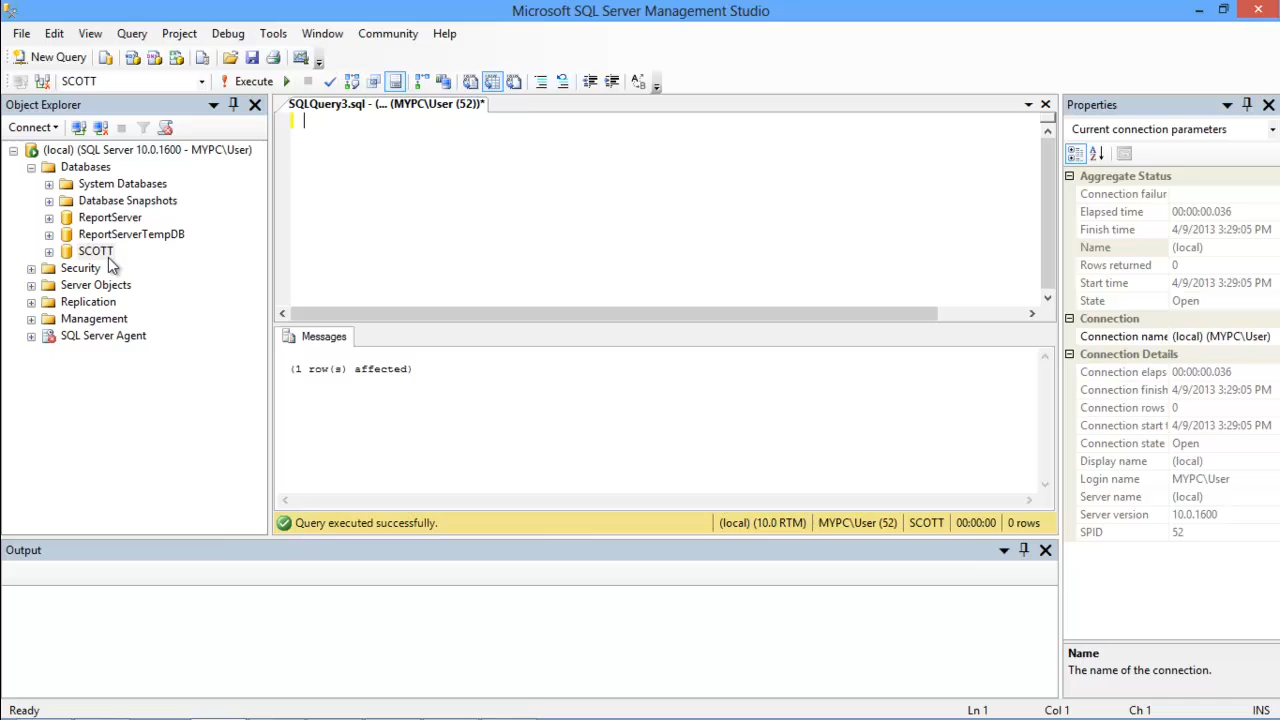 Microsoft SQL Server Management Studio
File Edit View Query Project Debug Tools Window Community Help
New Query
SCOTT Execute
Object Explorer
Connect
(local) (SQL Server 10.0.1600 - MYPC\User)
Databases
System Databases
Database Snapshots
ReportServer
ReportServerTempDB
SCOTT
Security
Server Objects
Replication
Management
SQL Server Agent
SQLQuery3.sql - (... (MYPC\User (52))*
Messages
(1 row(s) affected)
Query executed successfully. (local) (10.0 RTM) MYPC\User (52) SCOTT 00:00:00 0 rows
Output
Properties
Current connection parameters
Aggregate Status
Connection failur
Elapsed time 00:00:00.036
Finish time 4/9/2013 3:29:05 PM
Name (local)
Rows returned 0
Start time 4/9/2013 3:29:05 PM
State Open
Connection
Connection name (local) (MYPC\User)
Connection Details
Connection elaps 00:00:00.036
Connection finish 4/9/2013 3:29:05 PM
Connection rows 0
Connection start t 4/9/2013 3:29:05 PM
Connection state Open
Display name (local)
Login name MYPC\User
Server name (local)
Server version 10.0.1600
SPID 52
Name
The name of the connection.
Ready Ln 1 Col 1 Ch 1 INS